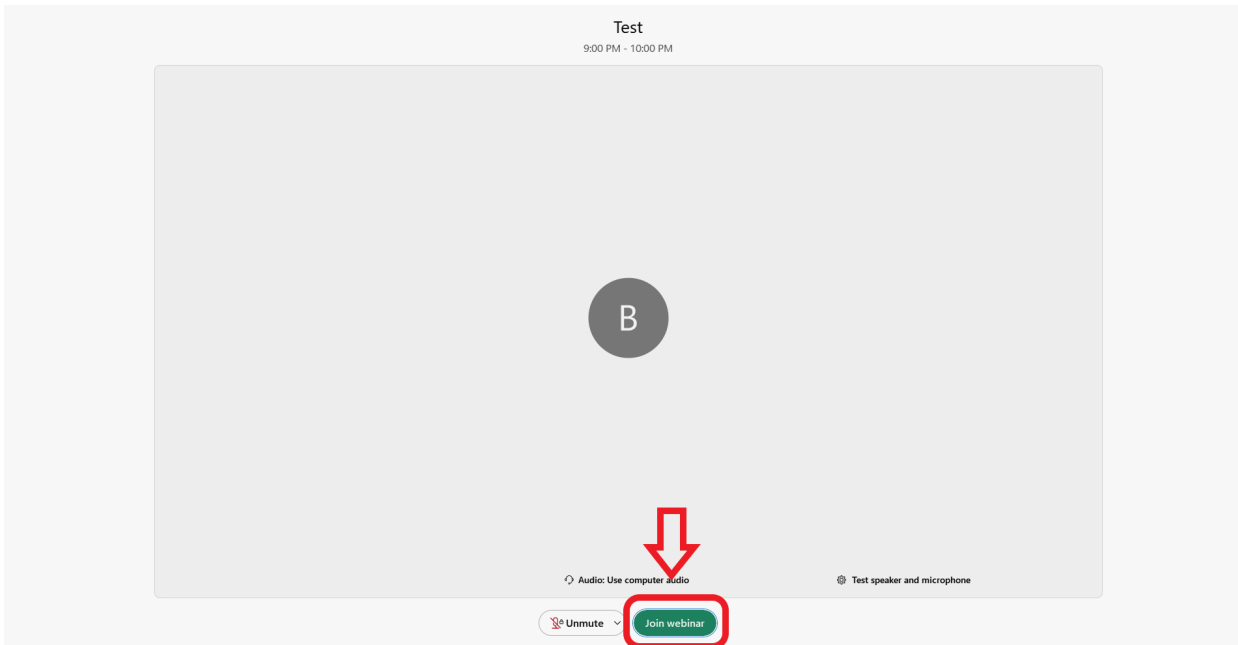 Test
9:00 PM - 10:00 PM
B
Audio: Use computer audio
Test speaker and microphone
Unmute
Join webinar